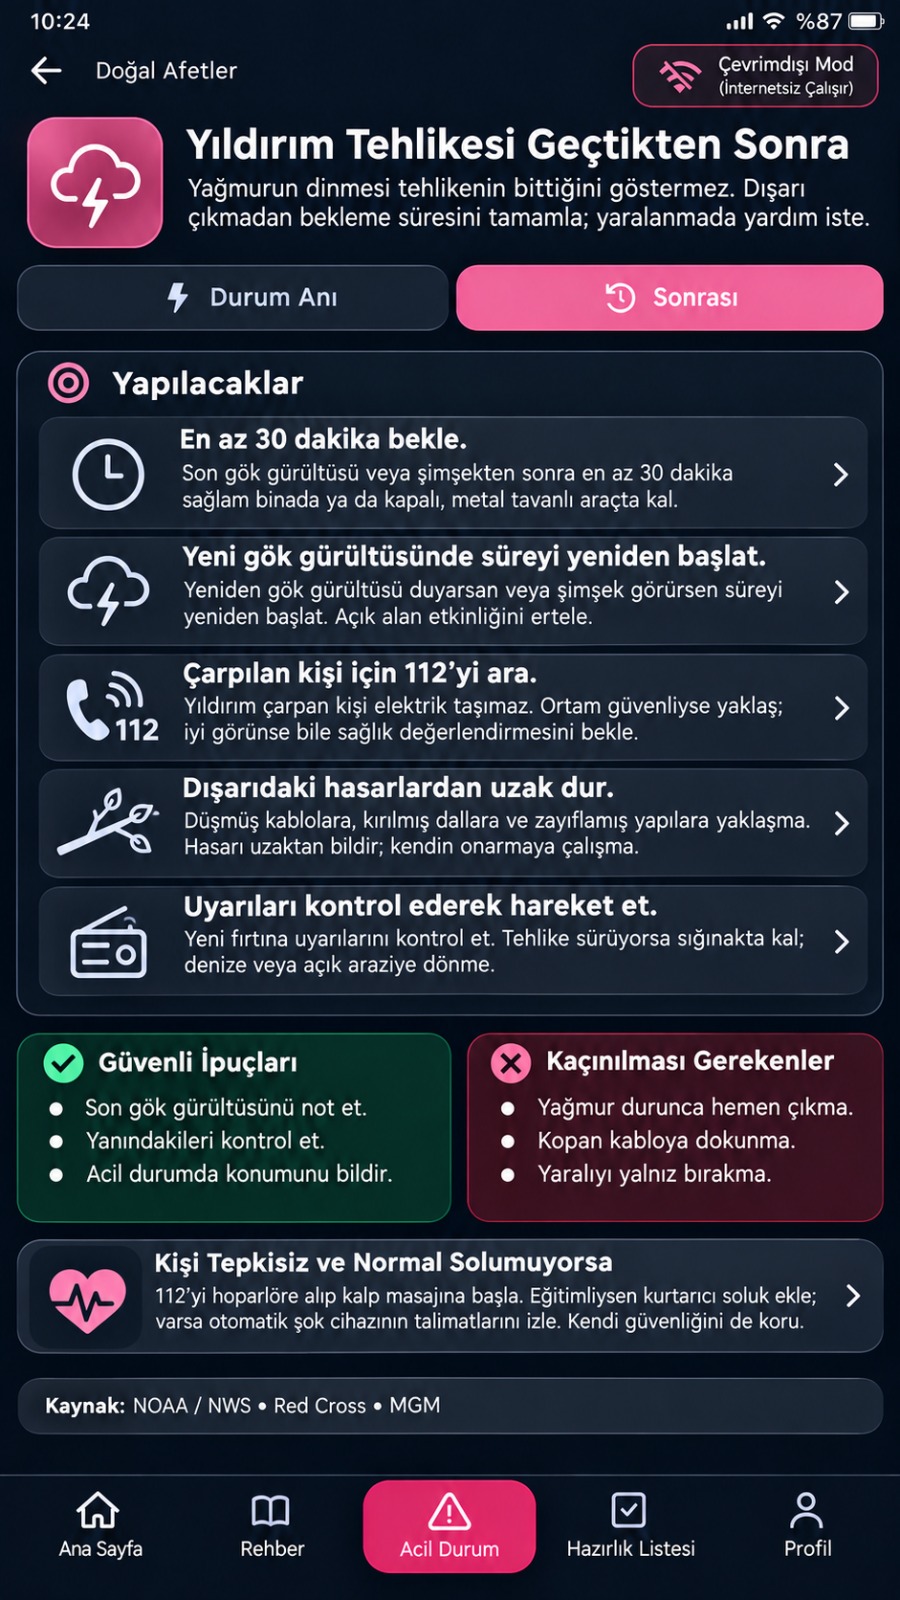 10:24
%87
Doğal Afetler
Çevrimdışı Mod
(İnternetsiz Çalışır)
Yıldırım Tehlikesi Geçtikten Sonra
Yağmurun dinmesi tehlikenin bittiğini göstermez. Dışarı
çıkmadan bekleme süresini tamamla; yaralanmada yardım iste.
Durum Anı
Sonrası
Yapılacaklar
En az 30 dakika bekle.
Son gök gürültüsü veya şimşekten sonra en az 30 dakika
sağlam binada ya da kapalı, metal tavanlı araçta kal.
Yeni gök gürültüsünde süreyi yeniden başlat.
Yeniden gök gürültüsü duyarsan veya şimşek görürsen süreyi
yeniden başlat. Açık alan etkinliğini ertele.
112
Çarpılan kişi için 112’yi ara.
Yıldırım çarpan kişi elektrik taşımaz. Ortam güvenliyse yaklaş;
iyi görünse bile sağlık değerlendirmesini bekle.
Dışarıdaki hasarlardan uzak dur.
Düşmüş kablolara, kırılmış dallara ve zayıflamış yapılara yaklaşma.
Hasarı uzaktan bildir; kendin onarmaya çalışma.
Uyarıları kontrol ederek hareket et.
Yeni fırtına uyarılarını kontrol et. Tehlike sürüyorsa sığınakta kal;
denize veya açık araziye dönme.
Güvenli İpuçları
Son gök gürültüsünü not et.
Yanındakileri kontrol et.
Acil durumda konumunu bildir.
Kaçınılması Gerekenler
Yağmur durunca hemen çıkma.
Kopan kabloya dokunma.
Yaralıyı yalnız bırakma.
Kişi Tepkisiz ve Normal Solumuyorsa
112’yi hoparlöre alıp kalp masajına başla. Eğitimliysen kurtarıcı soluk ekle;
varsa otomatik şok cihazının talimatlarını izle. Kendi güvenliğini de koru.
Kaynak: NOAA / NWS • Red Cross • MGM
Ana Sayfa
Rehber
Acil Durum
Hazırlık Listesi
Profil